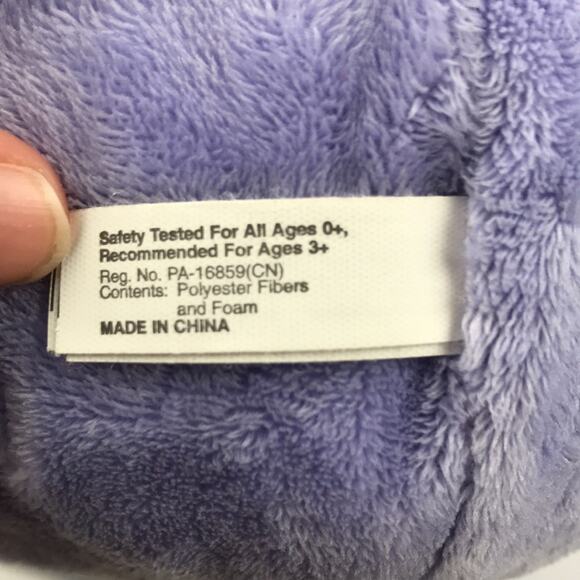 Safety Tested For All Ages 0+,
Recommended For Ages 3+
Reg. No. PA-16859(CN)
Contents: Polyester Fibers
and Foam
MADE IN CHINA